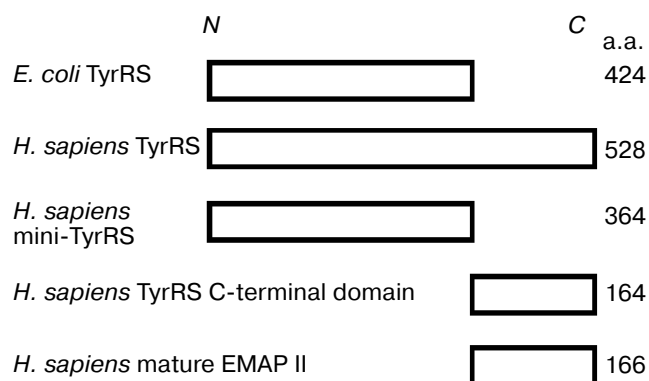 N C
a.a.
E. coli TyrRS 424
H. sapiens TyrRS 528
H. sapiens
mini-TyrRS 364
H. sapiens TyrRS C-terminal domain 164
H. sapiens mature EMAP II 166